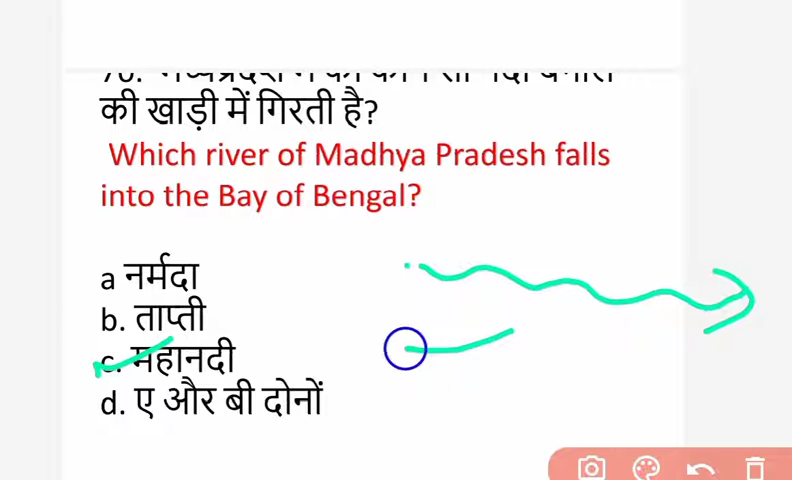 की खाड़ी में गिरती है?
Which river of Madhya Pradesh falls
into the Bay of Bengal?
a नर्मदा
b. ताप्ती
c. महानदी
d. ए और बी दोनों